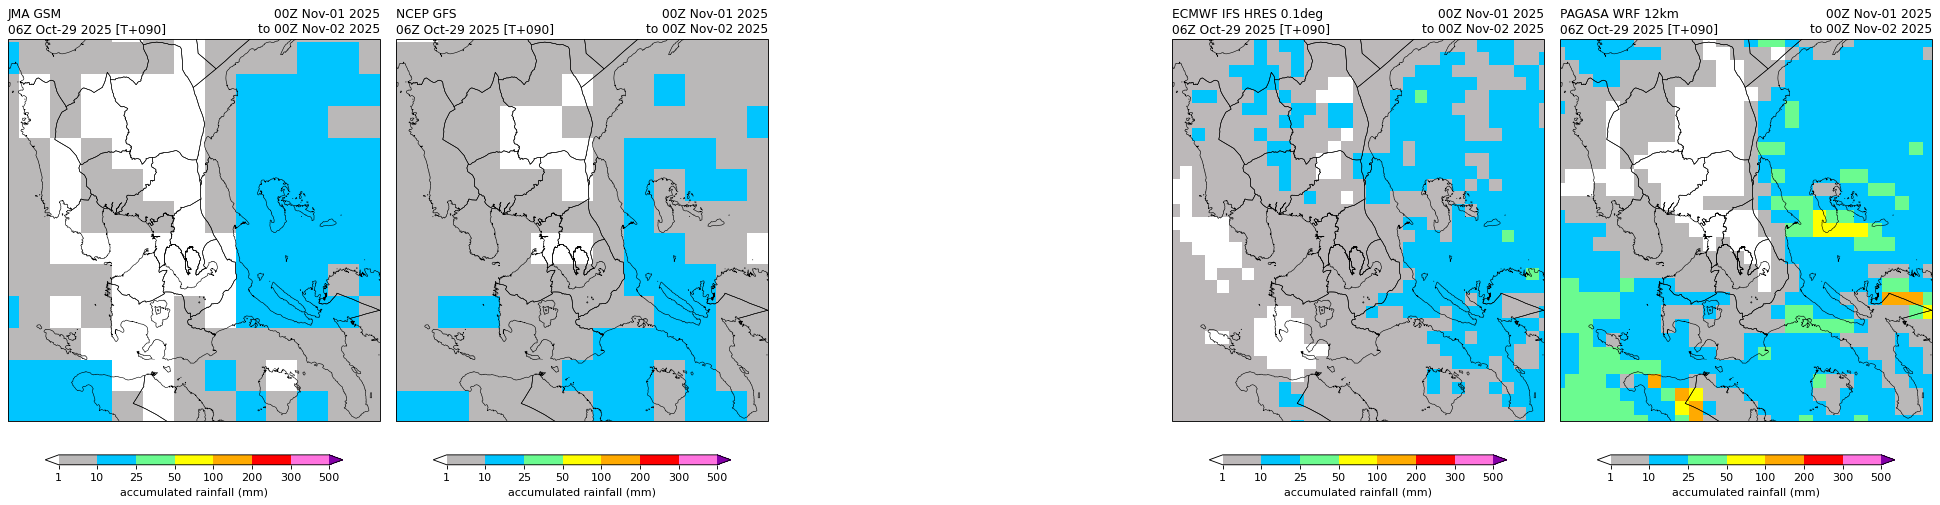 JMA GSM 00Z Nov-01 2025
06Z Oct-29 2025 [T+090] to 00Z Nov-02 2025
NCEP GFS 00Z Nov-01 2025
06Z Oct-29 2025 [T+090] to 00Z Nov-02 2025
ECMWF IFS HRES 0.1deg 00Z Nov-01 2025
06Z Oct-29 2025 [T+090] to 00Z Nov-02 2025
PAGASA WRF 12km 00Z Nov-01 2025
06Z Oct-29 2025 [T+090] to 00Z Nov-02 2025
1 10 25 50 100 200 300 500
accumulated rainfall (mm)
1 10 25 50 100 200 300 500
accumulated rainfall (mm)
1 10 25 50 100 200 300 500
accumulated rainfall (mm)
1 10 25 50 100 200 300 500
accumulated rainfall (mm)